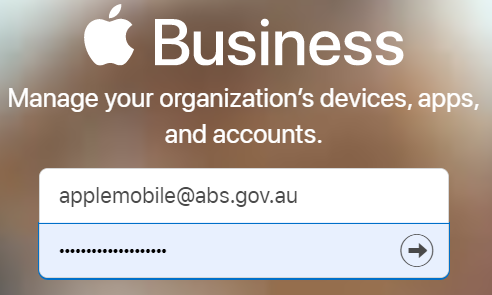 Business
Manage your organization's devices, apps,
and accounts.
applemobile@abs.gov.au
••••••••••••••••••••